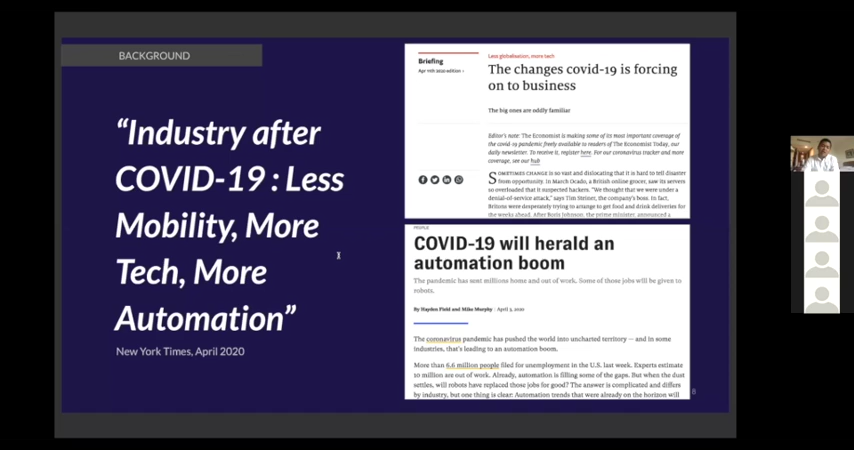 BACKGROUND
“Industry after
COVID-19 : Less
Mobility, More
Tech, More
Automation”
New York Times, April 2020
Briefing
Apr 11th 2020 edition ›
Less globalisation, more tech
The changes covid-19 is forcing
on to business
The big ones are oddly familiar
Editor's note: The Economist is making some of its most important coverage of
the covid-19 pandemic freely available to readers of The Economist Today, our
daily newsletter. To receive it, register here. For our coronavirus tracker and more
coverage, see our hub
SOMETIMES CHANGE is so vast and dislocating that it is hard to tell disaster
from opportunity. In March Ocado, a British online grocer, saw its servers
so overloaded that it suspected hackers. “We thought that we were under a
denial-of-service attack,” says Tim Steiner, the company's boss. In fact,
Britons were desperately trying to arrange to get food and drink deliveries for
the weeks ahead. After Boris Johnson, the prime minister, announced a
PEOPLE
COVID-19 will herald an
automation boom
The pandemic has sent millions home and out of work. Some of those jobs will be given to
robots.
By Hayden Field and Mike Murphy · April 3, 2020
The coronavirus pandemic has pushed the world into uncharted territory — and in some
industries, that's leading to an automation boom.
More than 6.6 million people filed for unemployment in the U.S. last week. Experts estimate
10 million are out of work. Already, automation is filling some of the gaps. But when the dust
settles, will robots have replaced those jobs for good? The answer is complicated and differs
by industry, but one thing is clear: Automation trends that were already on the horizon will
8